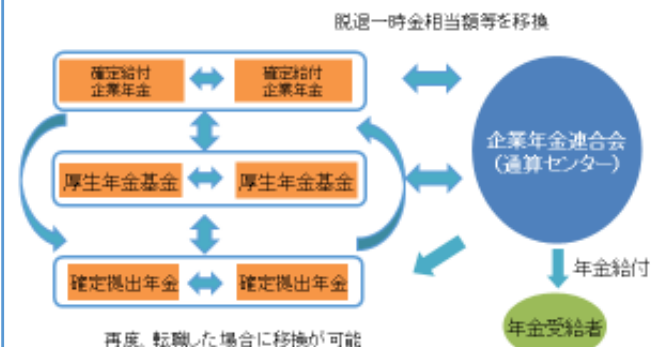 脱退一時金相当額等を移換
確定給付
企業年金
確定給付
企業年金
企業年金連合会
(通算センター)
厚生年金基金
厚生年金基金
確定拠出年金
確定拠出年金
年金給付
年金受給者
再度、転職した場合に移換が可能